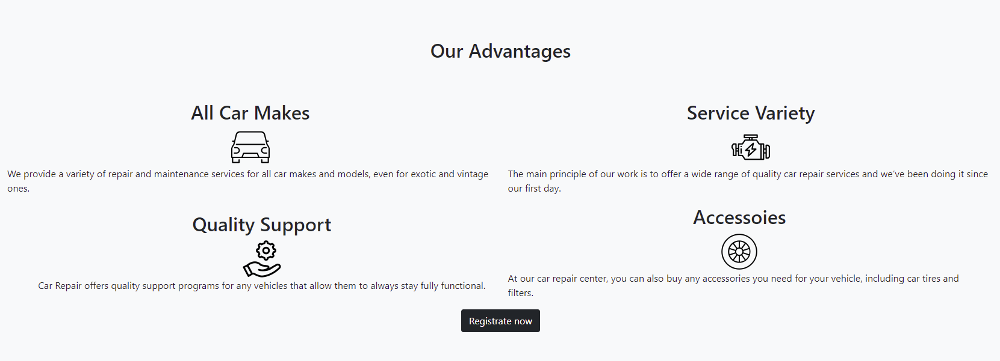 Our Advantages
All Car Makes
We provide a variety of repair and maintenance services for all car makes and models, even for exotic and vintage
ones.
Service Variety
The main principle of our work is to offer a wide range of quality car repair services and we've been doing it since
our first day.
Quality Support
Car Repair offers quality support programs for any vehicles that allow them to always stay fully functional.
Accessoies
At our car repair center, you can also buy any accessories you need for your vehicle, including car tires and
filters.
Registrate now